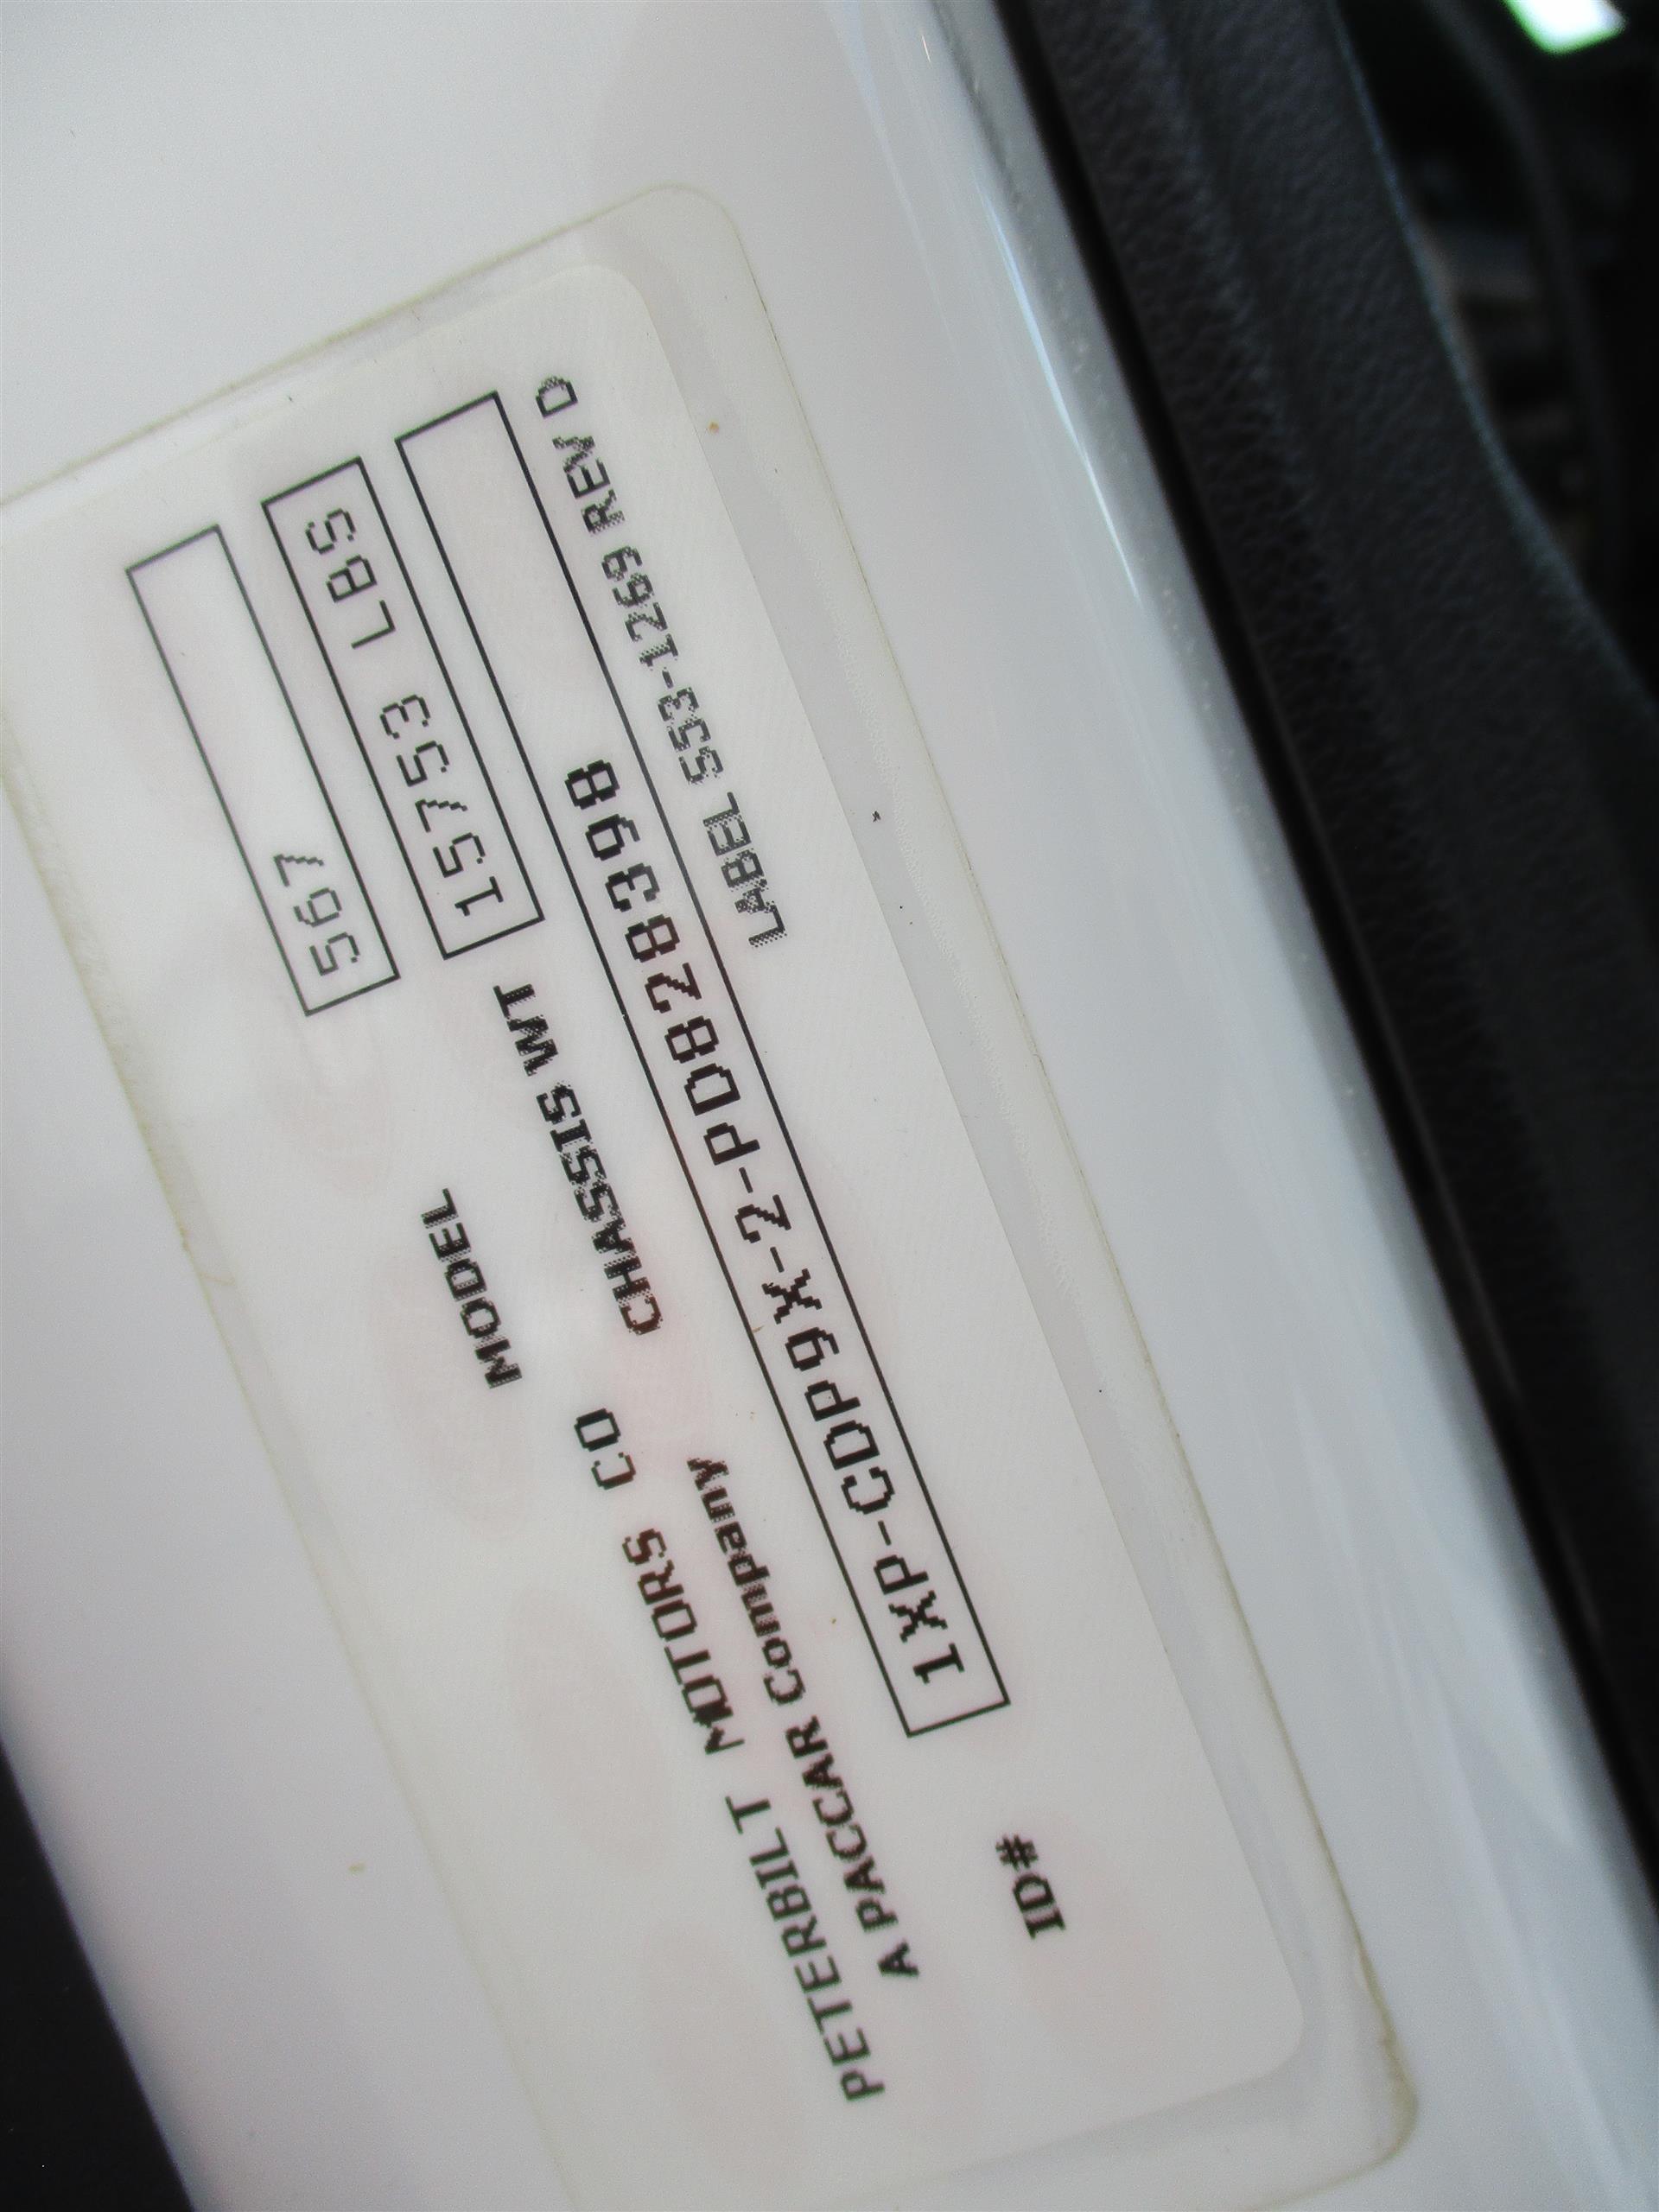 PETERBILT MOTORS CO
A PACCAR Company
MODEL 567
CHASSIS WT 15753 LBS
ID# 1XP-CDP9X-2-PD828398
LABEL S53-1269 REV D